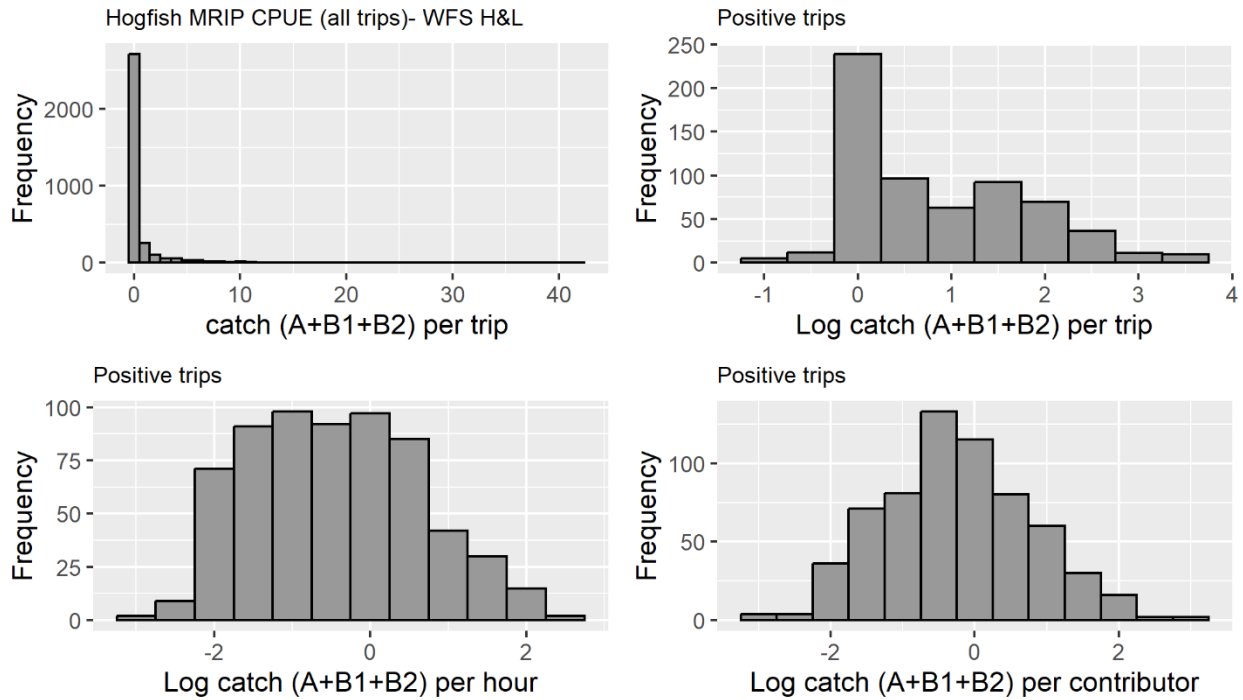 Hogfish MRIP CPUE (all trips)- WFS H&L
Frequency
2000
1000
0
0 10 20 30 40
catch (A+B1+B2) per trip
Positive trips
Frequency
250
200
150
100
50
0
-1 0 1 2 3 4
Log catch (A+B1+B2) per trip
Positive trips
Frequency
100
75
50
25
0
-2 0 2
Log catch (A+B1+B2) per hour
Positive trips
Frequency
100
50
0
-2 0 2
Log catch (A+B1+B2) per contributor